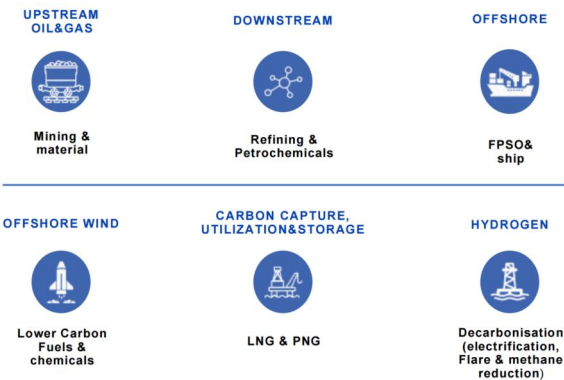 UPSTREAM
OIL&GAS
DOWNSTREAM
OFFSHORE
Mining &
material
Refining &
Petrochemicals
FPSO&
ship
OFFSHORE WIND
CARBON CAPTURE,
UTILIZATION&STORAGE
HYDROGEN
Lower Carbon
Fuels &
chemicals
LNG & PNG
Decarbonisation
(electrification,
Flare & methane
reduction)